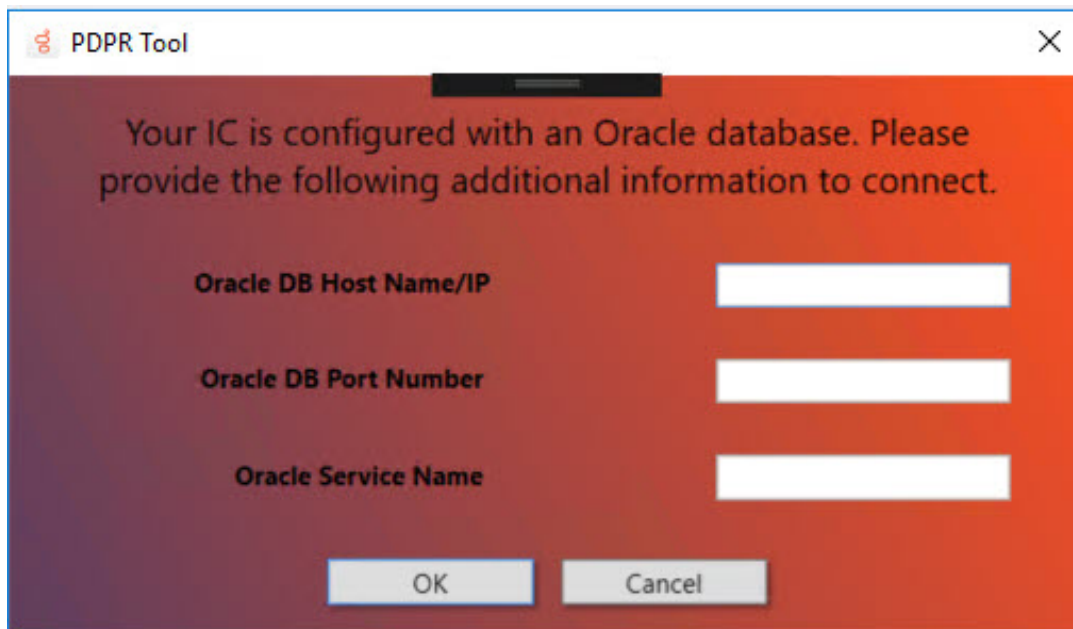 PDPR Tool
Your IC is configured with an Oracle database. Please
provide the following additional information to connect.
Oracle DB Host Name/IP
Oracle DB Port Number
Oracle Service Name
OK Cancel